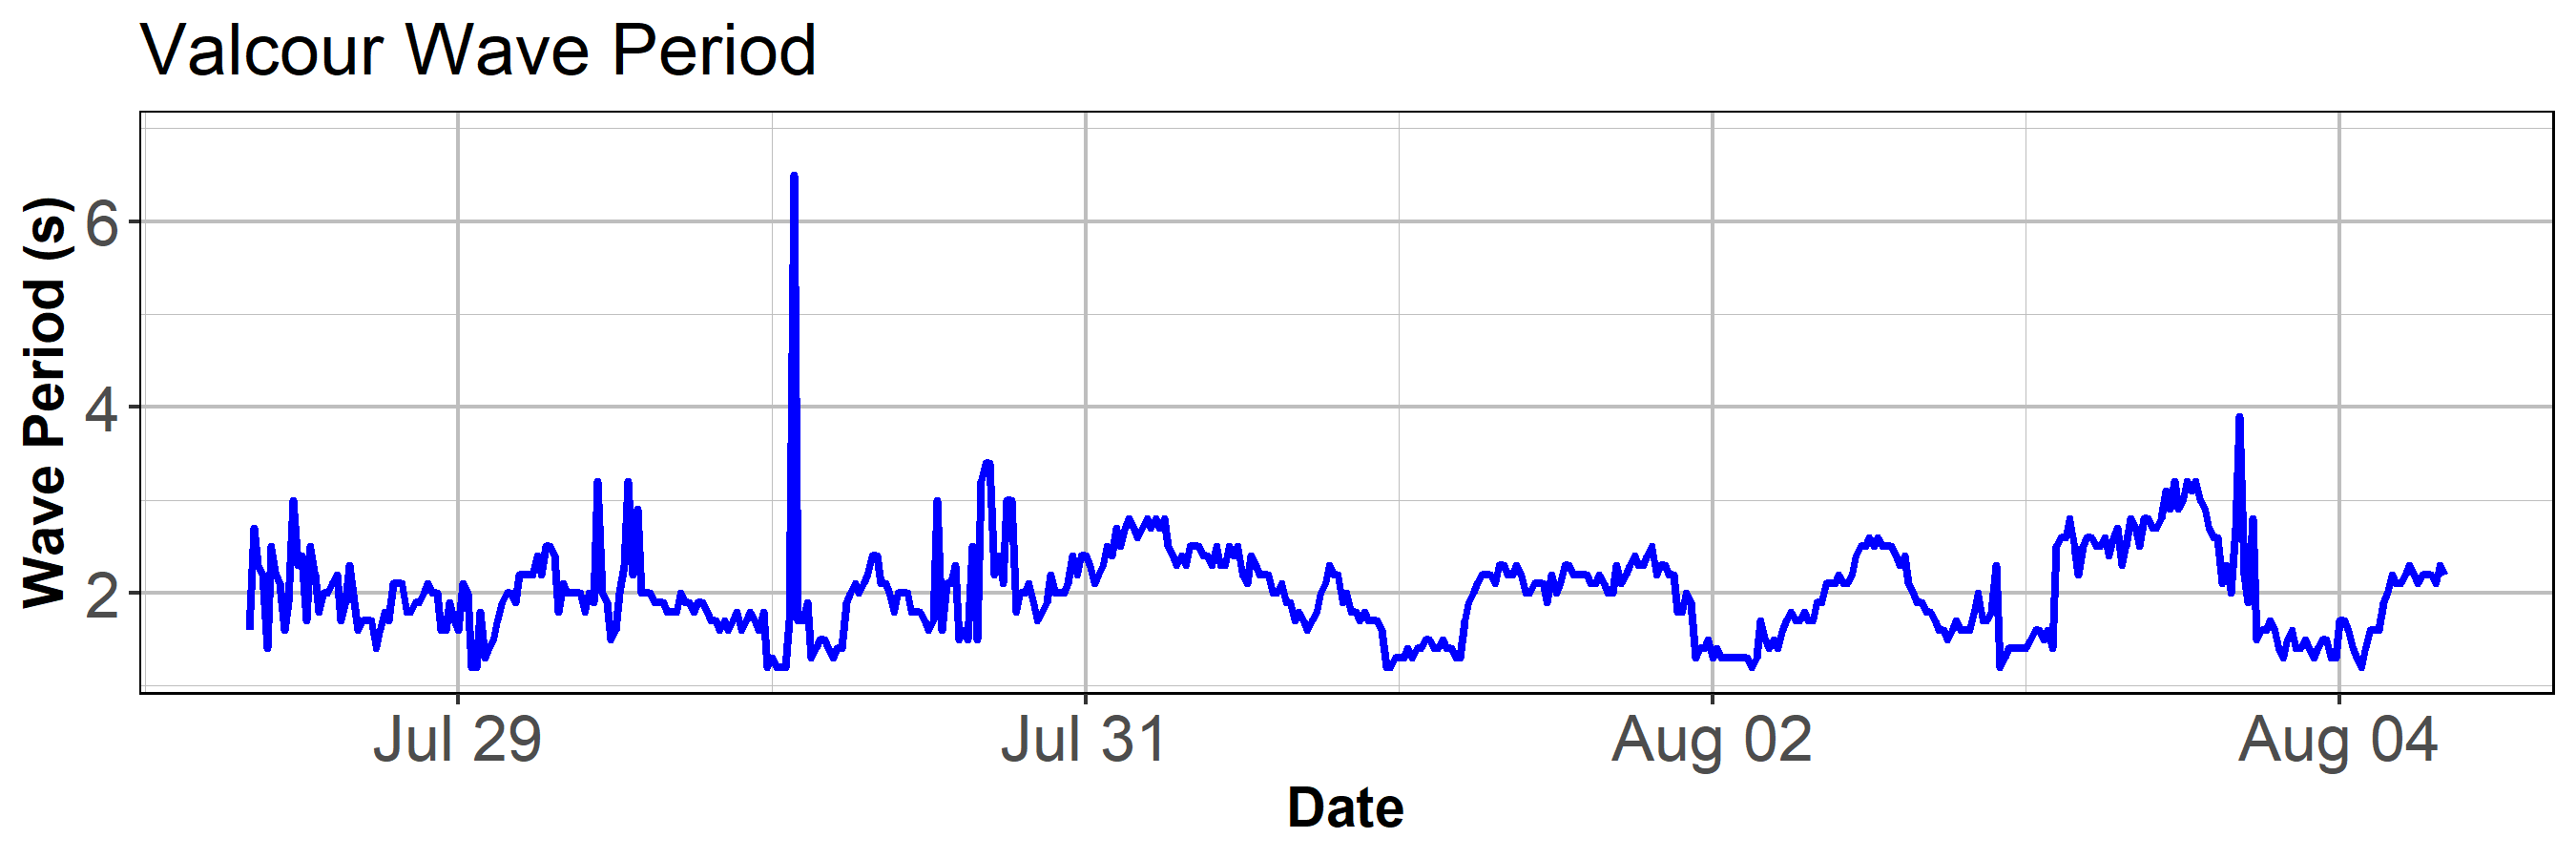 Valcour Wave Period
Wave Period (s)
6
4
2
Jul 29 Jul 31 Aug 02 Aug 04
Date